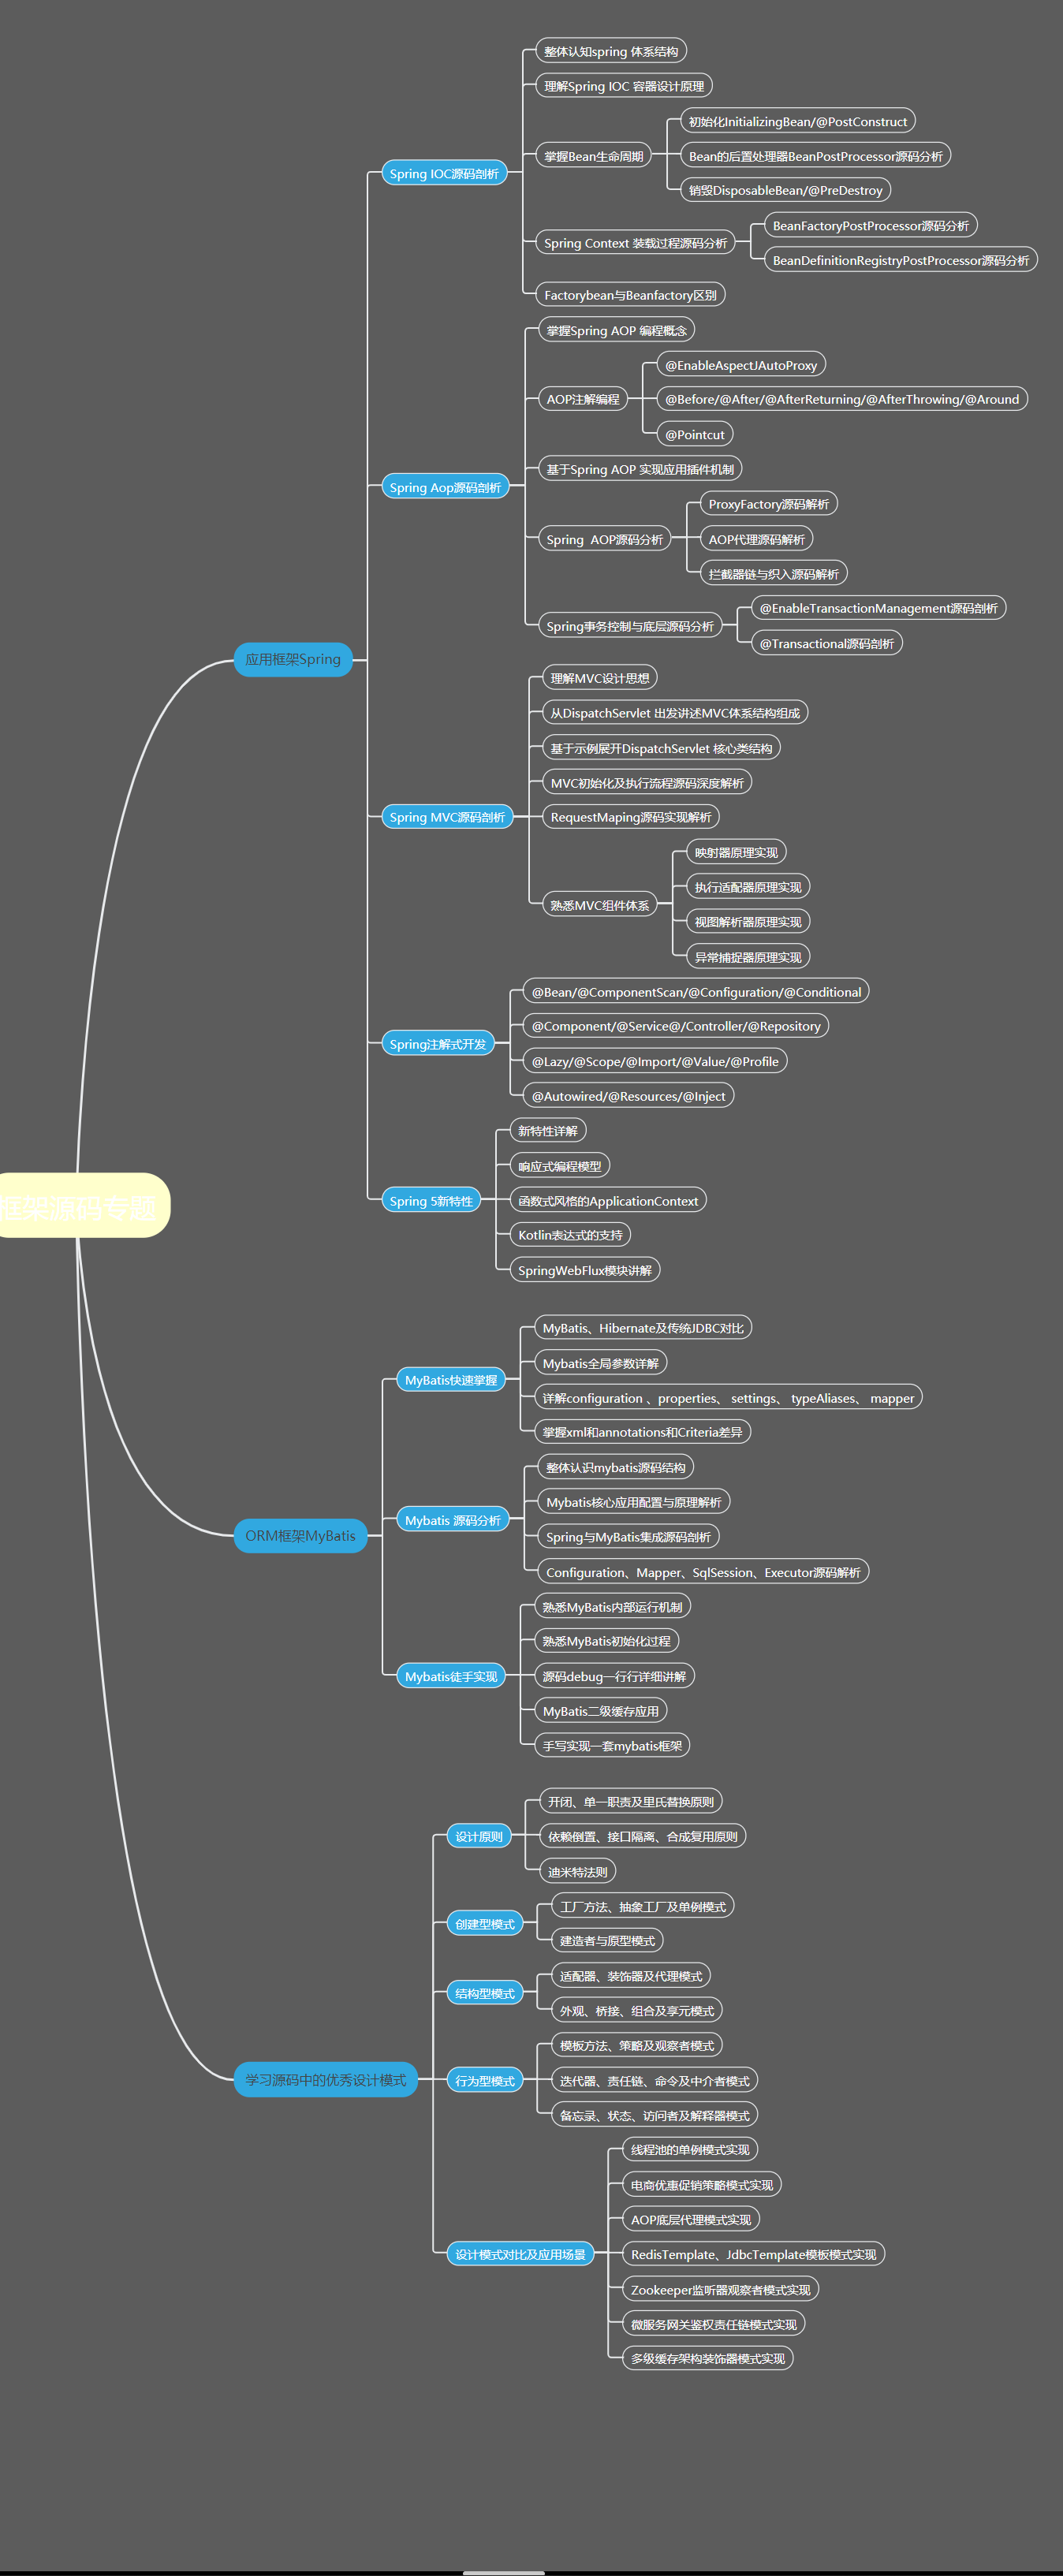 框架源码专题
应用框架Spring
Spring IOC源码剖析
整体认知spring 体系结构
理解Spring IOC 容器设计原理
掌握Bean生命周期
初始化InitializingBean/@PostConstruct
Bean的后置处理器BeanPostProcessor源码分析
销毁DisposableBean/@PreDestroy
Spring Context 装载过程源码分析
BeanFactoryPostProcessor源码分析
BeanDefinitionRegistryPostProcessor源码分析
Factorybean与Beanfactory区别
Spring Aop源码剖析
掌握Spring AOP 编程概念
AOP注解编程
@EnableAspectJAutoProxy
@Before/@After/@AfterReturning/@AfterThrowing/@Around
@Pointcut
基于Spring AOP 实现应用插件机制
Spring  AOP源码分析
ProxyFactory源码解析
AOP代理源码解析
拦截器链与织入源码解析
Spring事务控制与底层源码分析
@EnableTransactionManagement源码剖析
@Transactional源码剖析
Spring MVC源码剖析
理解MVC设计思想
从DispatchServlet 出发讲述MVC体系结构组成
基于示例展开DispatchServlet 核心类结构
MVC初始化及执行流程源码深度解析
RequestMaping源码实现解析
熟悉MVC组件体系
映射器原理实现
执行适配器原理实现
视图解析器原理实现
异常捕捉器原理实现
Spring注解式开发
@Bean/@ComponentScan/@Configuration/@Conditional
@Component/@Service@/Controller/@Repository
@Lazy/@Scope/@Import/@Value/@Profile
@Autowired/@Resources/@Inject
Spring 5新特性
新特性详解
响应式编程模型
函数式风格的ApplicationContext
Kotlin表达式的支持
SpringWebFlux模块讲解
ORM框架MyBatis
MyBatis快速掌握
MyBatis、Hibernate及传统JDBC对比
Mybatis全局参数详解
详解configuration 、properties、 settings、 typeAliases、 mapper
掌握xml和annotations和Criteria差异
Mybatis 源码分析
整体认识mybatis源码结构
Mybatis核心应用配置与原理解析
Spring与MyBatis集成源码剖析
Configuration、Mapper、SqlSession、Executor源码解析
Mybatis徒手实现
熟悉MyBatis内部运行机制
熟悉MyBatis初始化过程
源码debug一行行详细讲解
MyBatis二级缓存应用
手写实现一套mybatis框架
学习源码中的优秀设计模式
设计原则
开闭、单一职责及里氏替换原则
依赖倒置、接口隔离、合成复用原则
迪米特法则
创建型模式
工厂方法、抽象工厂及单例模式
建造者与原型模式
结构型模式
适配器、装饰器及代理模式
外观、桥接、组合及享元模式
行为型模式
模板方法、策略及观察者模式
迭代器、责任链、命令及中介者模式
备忘录、状态、访问者及解释器模式
设计模式对比及应用场景
线程池的单例模式实现
电商优惠促销策略模式实现
AOP底层代理模式实现
RedisTemplate、JdbcTemplate模板模式实现
Zookeeper监听器观察者模式实现
微服务网关鉴权责任链模式实现
多级缓存架构装饰器模式实现